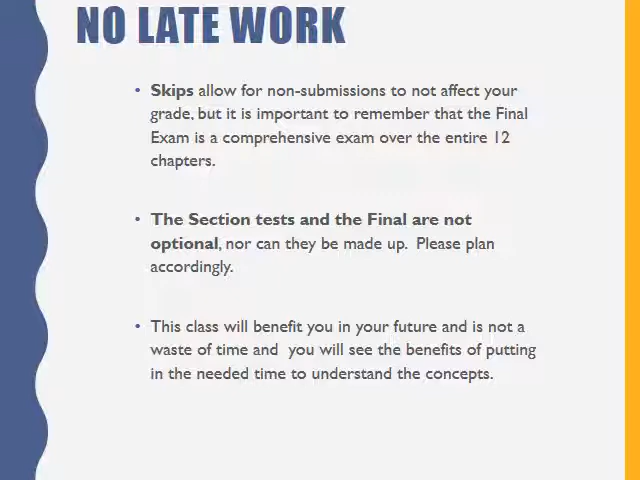 NO LATE WORK
• Skips allow for non-submissions to not affect your
grade, but it is important to remember that the Final
Exam is a comprehensive exam over the entire 12
chapters.
• The Section tests and the Final are not
optional, nor can they be made up.  Please plan
accordingly.
• This class will benefit you in your future and is not a
waste of time and  you will see the benefits of putting
in the needed time to understand the concepts.